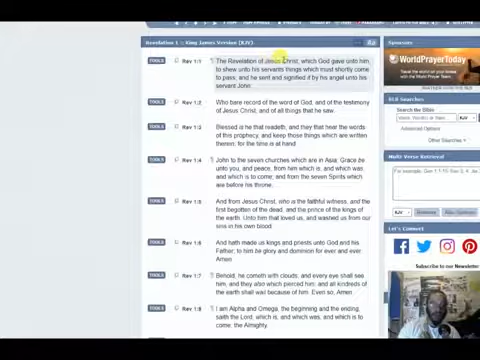 Revelation 1 :: King James Version (KJV)
TOOLS
Rev 1:1
¶ The Revelation of Jesus Christ, which God gave unto him,
to shew unto his servants things which must shortly come
to pass; and he sent and signified it by his angel unto his
servant John:
TOOLS
Rev 1:2
Who bare record of the word of God, and of the testimony
of Jesus Christ, and of all things that he saw.
TOOLS
Rev 1:3
Blessed is he that readeth, and they that hear the words
of this prophecy, and keep those things which are written
therein: for the time is at hand
TOOLS
Rev 1:4
John to the seven churches which are in Asia: Grace be
unto you, and peace, from him which is, and which was,
and which is to come; and from the seven Spirits which
are before his throne;
TOOLS
Rev 1:5
And from Jesus Christ, who is the faithful witness, and the
first begotten of the dead, and the prince of the kings of
the earth. Unto him that loved us, and washed us from our
sins in his own blood
TOOLS
Rev 1:6
And hath made us kings and priests unto God and his
Father; to him be glory and dominion for ever and ever.
Amen
TOOLS
Rev 1:7
Behold, he cometh with clouds; and every eye shall see
him, and they also which pierced him: and all kindreds of
the earth shall wail because of him. Even so, Amen.
TOOLS
Rev 1:8
I am Alpha and Omega, the beginning and the ending,
saith the Lord, which is, and which was, and which is to
come, the Almighty.
Sponsors
WorldPrayerToday
BLB Searches
Search the Bible
KJV
Advanced Options
Other Searches
Multi-Verse Retrieval
KJV
Let's Connect
Subscribe to our Newsletter